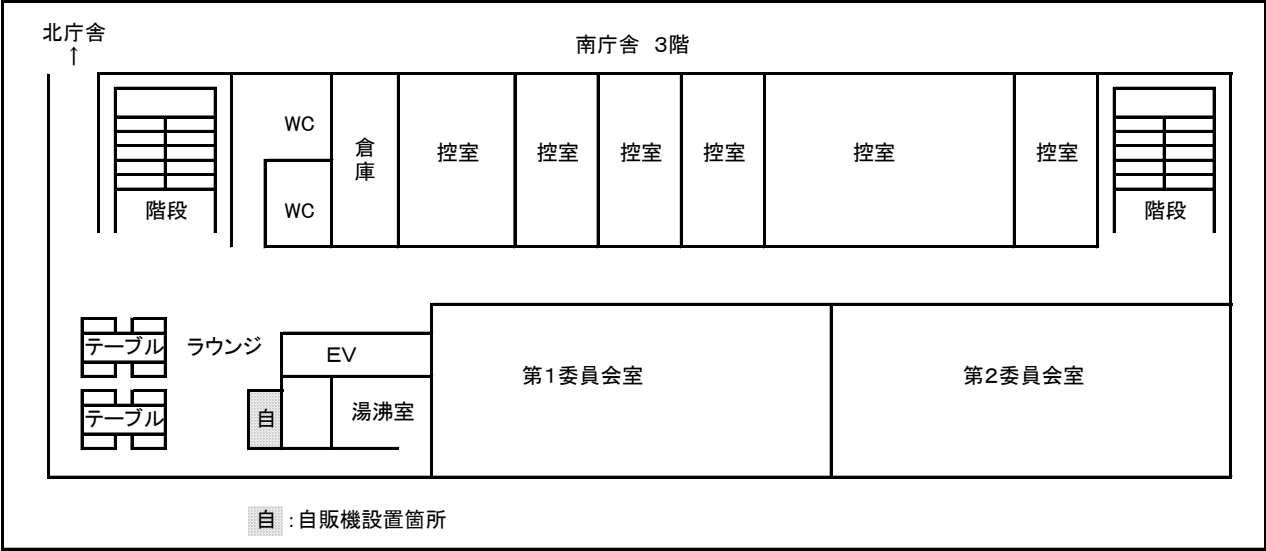 北庁舎
↑
南庁舎 3階
階段
WC
WC
倉庫
控室
控室
控室
控室
控室
控室
階段
テーブル
テーブル
ラウンジ
EV
自
湯沸室
第1委員会室
第2委員会室
自 :自販機設置箇所